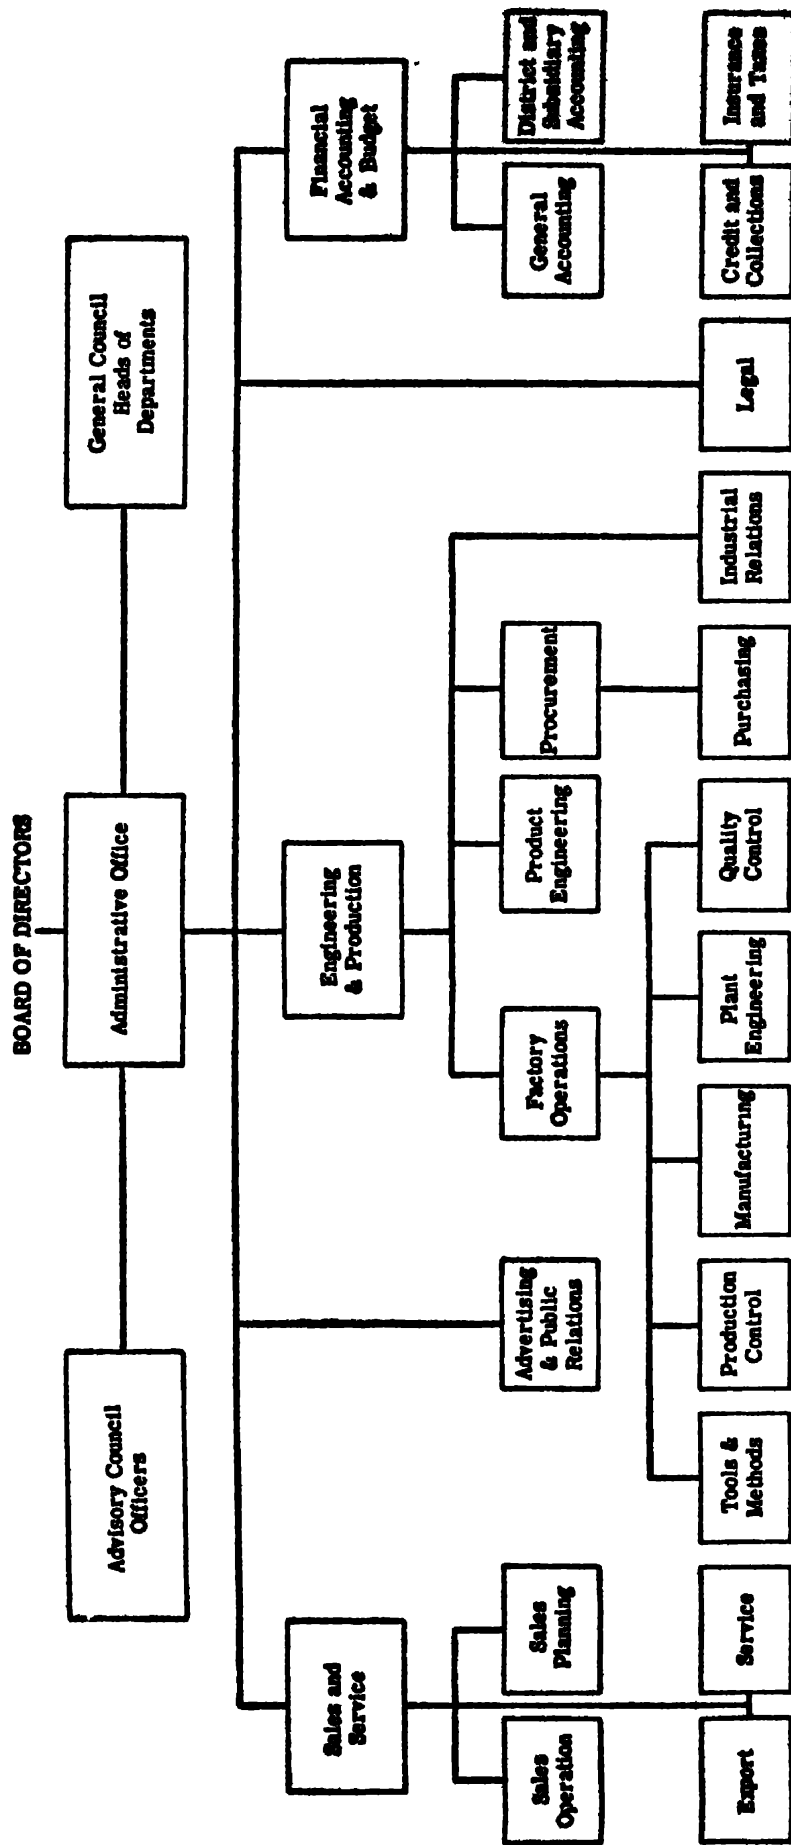 BOARD OF DIRECTORS
Advisory Council
Officers
Administrative Office
General Council
Heads of
Departments
Sales and
Service
Engineering
& Production
Financial
Accounting
& Budget
Sales
Operation
Sales
Planning
Advertising
& Public
Relations
Factory
Operations
Product
Engineering
Procurement
General
Accounting
District and
Subsidiary
Accounting
Export
Service
Tools &
Methods
Production
Control
Manufacturing
Plant
Engineering
Quality
Control
Purchasing
Industrial
Relations
Legal
Credit and
Collections
Insurance
and Taxes